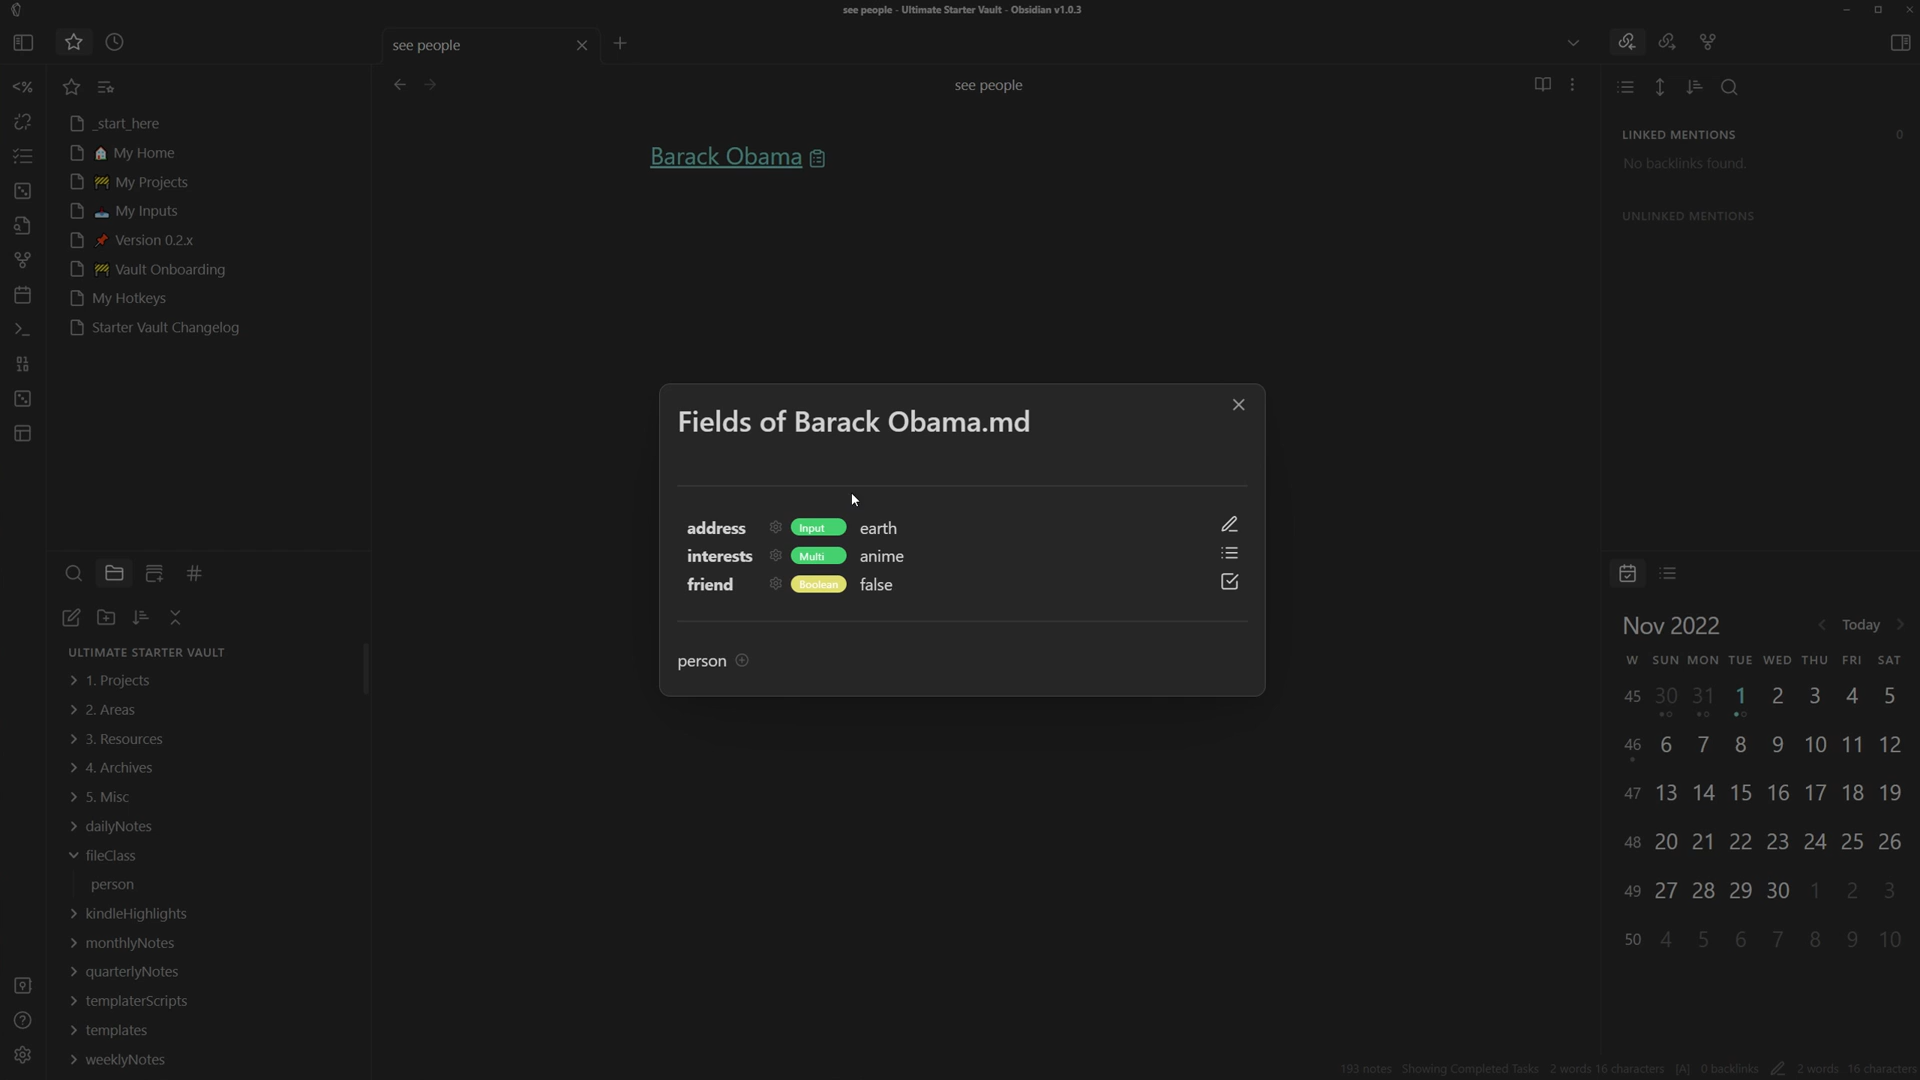 see people - Ultimate Starter Vault - Obsidian v1.0.3
see people
see people
_start_here
My Home
My Projects
My Inputs
Version 0.2.x
Vault Onboarding
My Hotkeys
Starter Vault Changelog
Barack Obama
LINKED MENTIONS 0
No backlinks found.
UNLINKED MENTIONS
Fields of Barack Obama.md
address Input earth
interests Multi anime
friend Boolean false
person
ULTIMATE STARTER VAULT
1. Projects
2. Areas
3. Resources
4. Archives
5. Misc
dailyNotes
fileClass
person
kindleHighlights
monthlyNotes
quarterlyNotes
templaterScripts
templates
weeklyNotes
Nov 2022 Today
W SUN MON TUE WED THU FRI SAT
45 30 31 1 2 3 4 5
46 6 7 8 9 10 11 12
47 13 14 15 16 17 18 19
48 20 21 22 23 24 25 26
49 27 28 29 30 1 2 3
50 4 5 6 7 8 9 10
193 notes Showing Completed Tasks 2 words 16 characters [A] 0 backlinks 2 words 16 characters